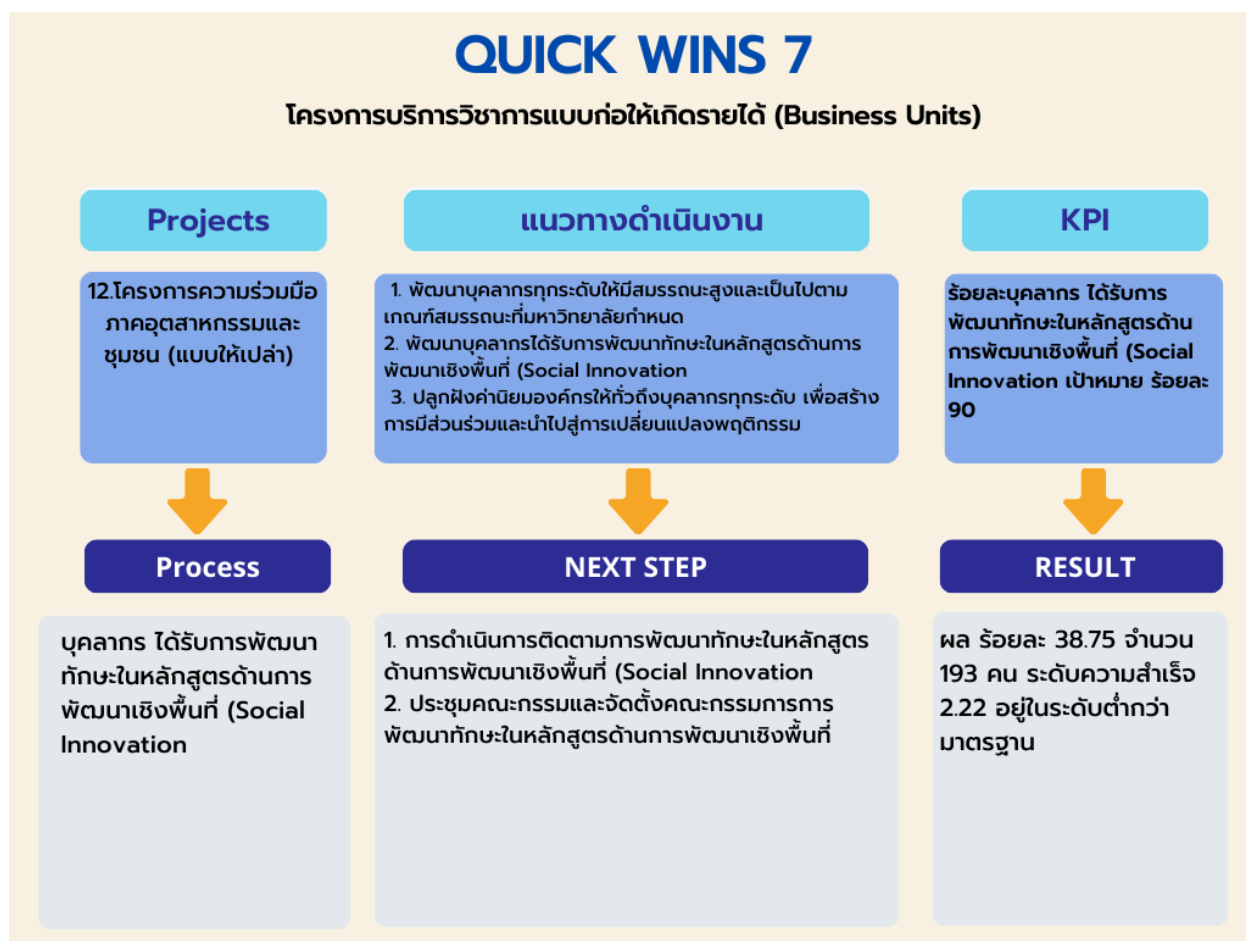 QUICK WINS 7
โครงการบริการวิชาการแบบก่อให้เกิดรายได้ (Business Units)
Projects
แนวทางดำเนินงาน
KPI
12.โครงการความร่วมมือ
ภาคอุตสาหกรรมและ
ชุมชน (แบบให้เปล่า)
1. พัฒนาบุคลากรทุกระดับให้มีสมรรถนะสูงและเป็นไปตาม
เกณฑ์สมรรถนะที่มหาวิทยาลัยกำหนด
2. พัฒนาบุคลากรได้รับการพัฒนาทักษะในหลักสูตรด้านการ
พัฒนาเชิงพื้นที่ (Social Innovation
3. ปลูกฝังค่านิยมองค์กรให้ทั่วถึงบุคลากรทุกระดับ เพื่อสร้าง
การมีส่วนร่วมและนำไปสู่การเปลี่ยนแปลงพฤติกรรม
ร้อยละบุคลากร ได้รับการ
พัฒนาทักษะในหลักสูตรด้าน
การพัฒนาเชิงพื้นที่ (Social
Innovation เป้าหมาย ร้อยละ
90
Process
NEXT STEP
RESULT
บุคลากร ได้รับการพัฒนา
ทักษะในหลักสูตรด้านการ
พัฒนาเชิงพื้นที่ (Social
Innovation
1. การดำเนินการติดตามการพัฒนาทักษะในหลักสูตร
ด้านการพัฒนาเชิงพื้นที่ (Social Innovation
2. ประชุมคณะกรรมและจัดตั้งคณะกรรมการการ
พัฒนาทักษะในหลักสูตรด้านการพัฒนาเชิงพื้นที่
ผล ร้อยละ 38.75 จำนวน
193 คน ระดับความสำเร็จ
2.22 อยู่ในระดับต่ำกว่า
มาตรฐาน